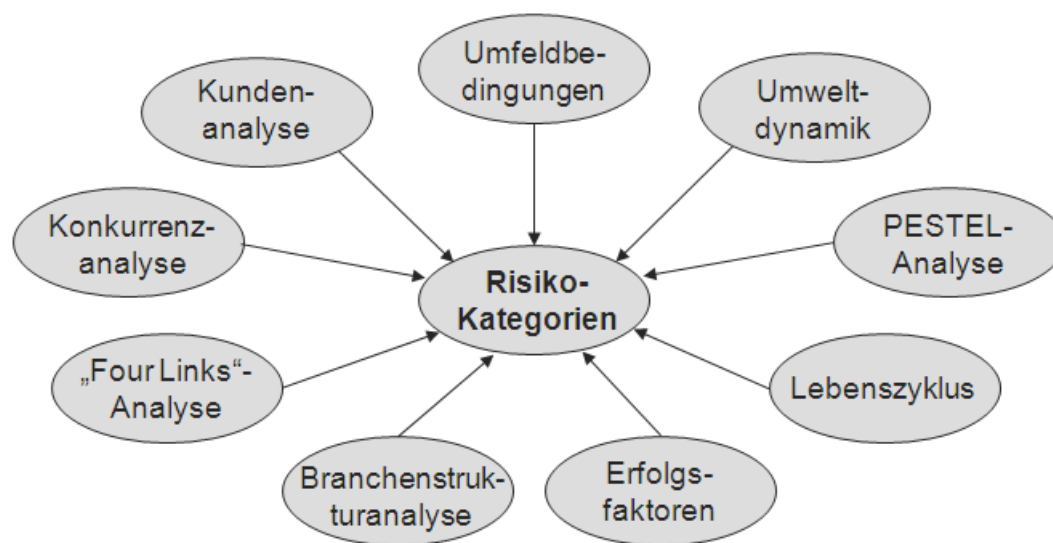 Umfeldbe-
dingungen
Umwelt-
dynamik
PESTEL-
Analyse
Lebenszyklus
Erfolgs-
faktoren
Branchenstruk-
turanalyse
„Four Links“-
Analyse
Konkurrenz-
analyse
Kunden-
analyse
Risiko-
Kategorien